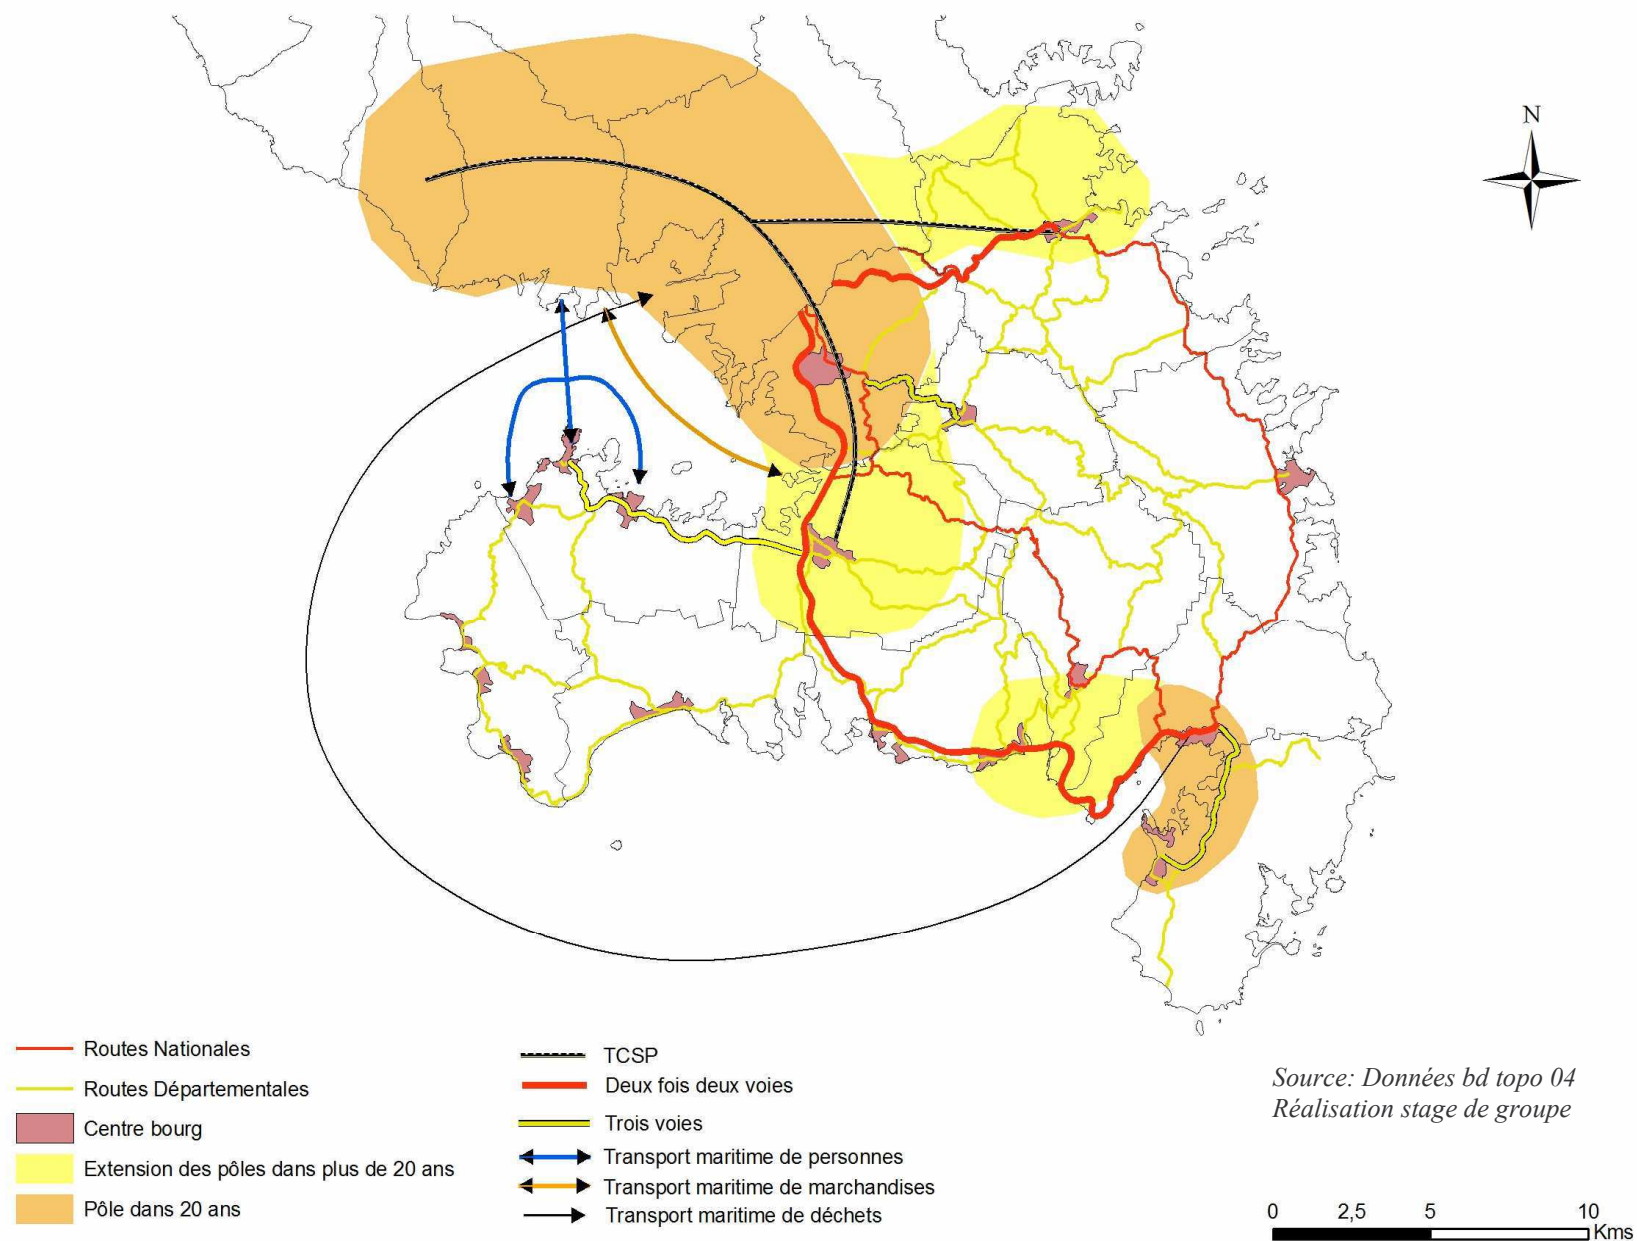 N
Routes Nationales
Routes Départementales
Centre bourg
Extension des pôles dans plus de 20 ans
Pôle dans 20 ans
TCSP
Deux fois deux voies
Trois voies
Transport maritime de personnes
Transport maritime de marchandises
Transport maritime de déchets
Source: Données bd topo 04
Réalisation stage de groupe
0 2,5 5 10
Kms